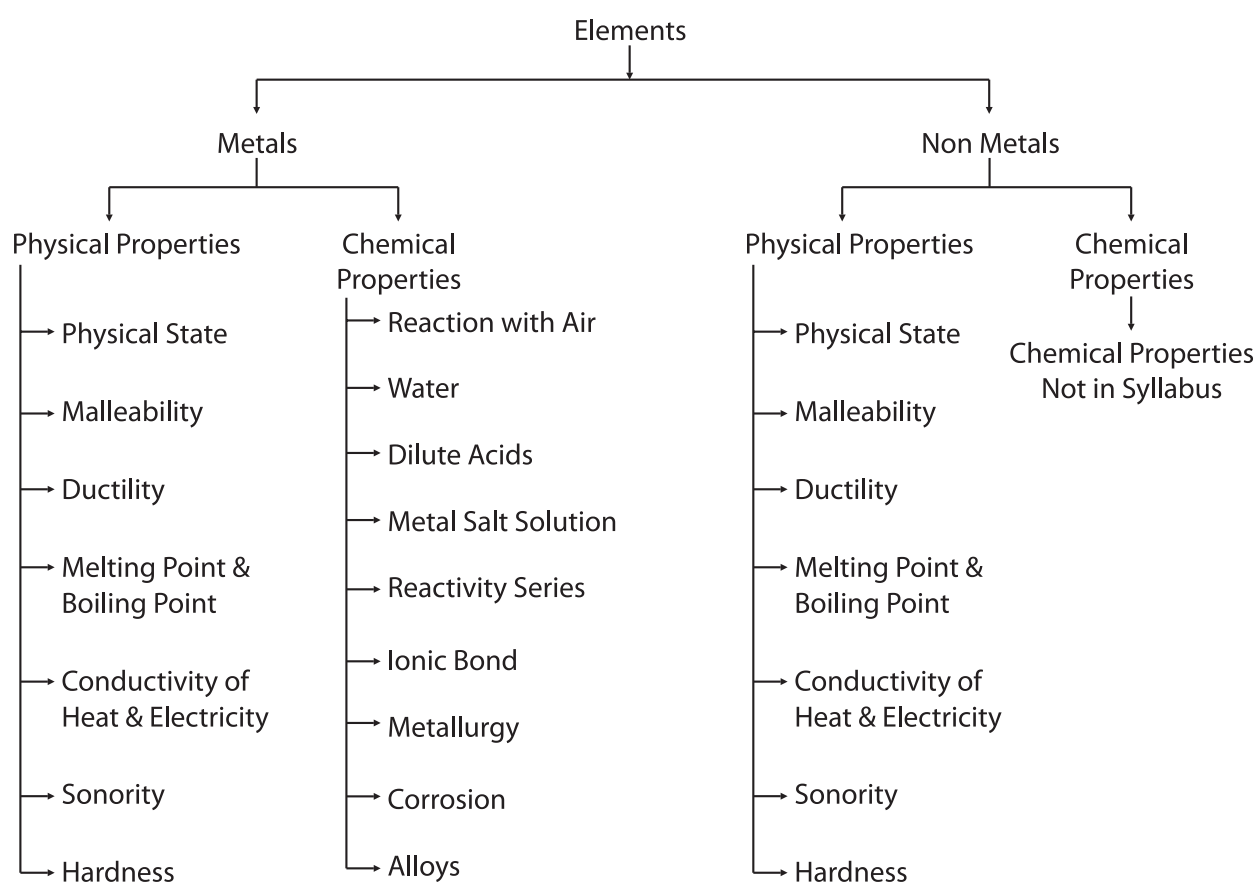 Elements
Metals
Non Metals
Physical Properties
Physical State
Malleability
Ductility
Melting Point &
Boiling Point
Conductivity of
Heat & Electricity
Sonority
Hardness
Chemical
Properties
Reaction with Air
Water
Dilute Acids
Metal Salt Solution
Reactivity Series
Ionic Bond
Metallurgy
Corrosion
Alloys
Physical Properties
Physical State
Malleability
Ductility
Melting Point &
Boiling Point
Conductivity of
Heat & Electricity
Sonority
Hardness
Chemical
Properties
Chemical Properties
Not in Syllabus